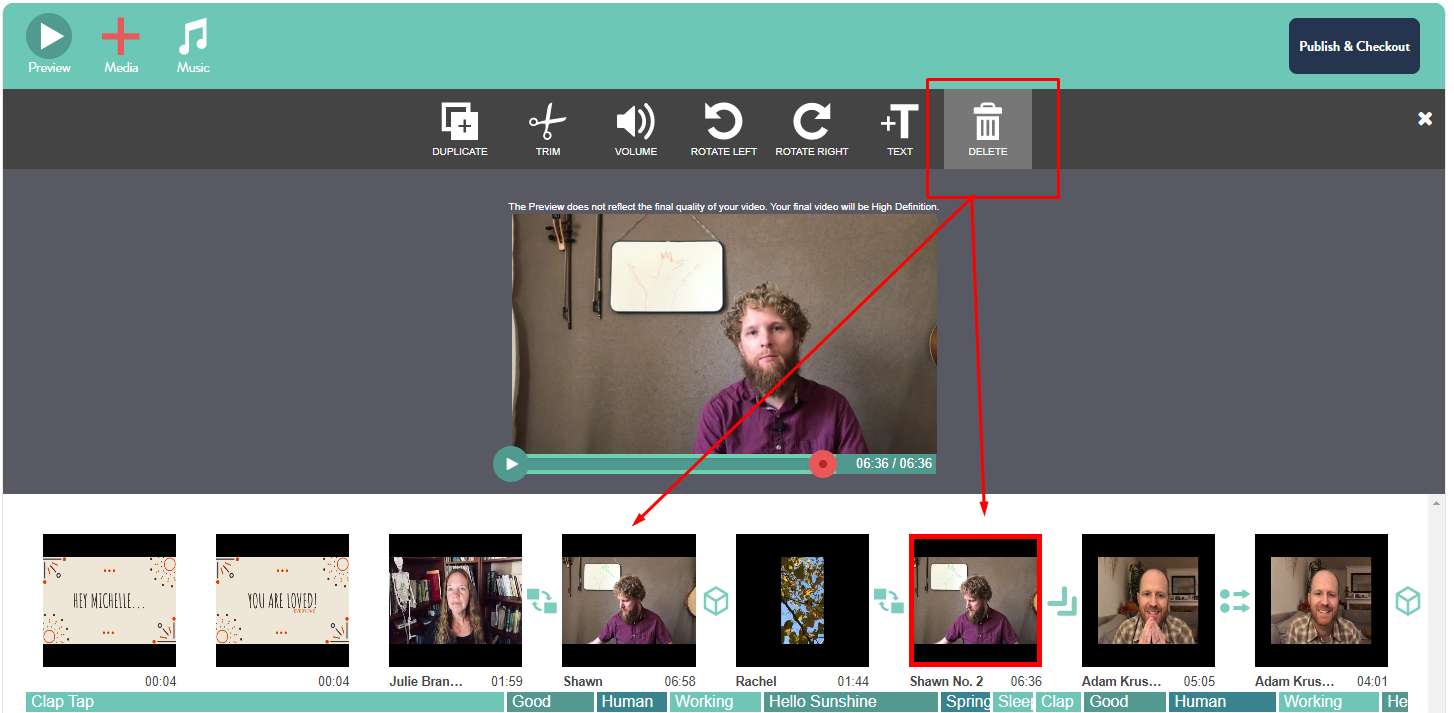 Preview
Media
Music
Publish & Checkout
DUPLICATE
TRIM
VOLUME
ROTATE LEFT
ROTATE RIGHT
+T
TEXT
DELETE
The Preview does not reflect the final quality of your video. Your final video will be High Definition.
06:36 / 06:36
HEY MICHELLE...
YOU ARE LOVED!
EVERYONE
00:04
00:04
Julie Bran... 01:59
Shawn 06:58
Rachel 01:44
Shawn No. 2 06:36
Adam Krus... 05:05
Adam Krus... 04:01
Clap Tap
Good
Human
Working
Hello Sunshine
Spring
Sleep
Clap
Good
Human
Working
He